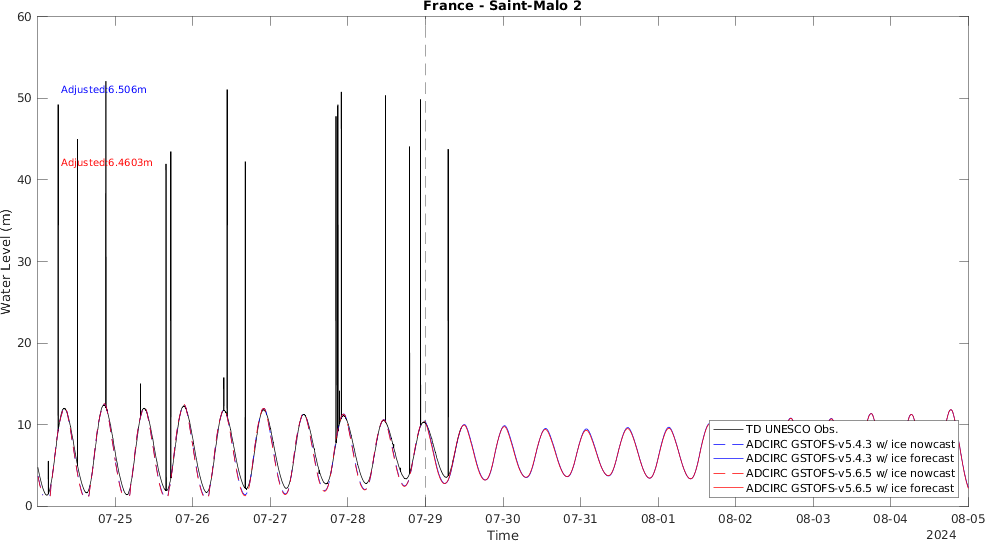 France - Saint-Malo 2
60
50
40
30
20
10
0
Water Level (m)
Adjusted:6.506m
Adjusted:6.4603m
TD UNESCO Obs.
ADCIRC GSTOFS-v5.4.3 w/ ice nowcast
ADCIRC GSTOFS-v5.4.3 w/ ice forecast
ADCIRC GSTOFS-v5.6.5 w/ ice nowcast
ADCIRC GSTOFS-v5.6.5 w/ ice forecast
07-25 07-26 07-27 07-28 07-29 07-30 07-31 08-01 08-02 08-03 08-04 08-05
Time
2024